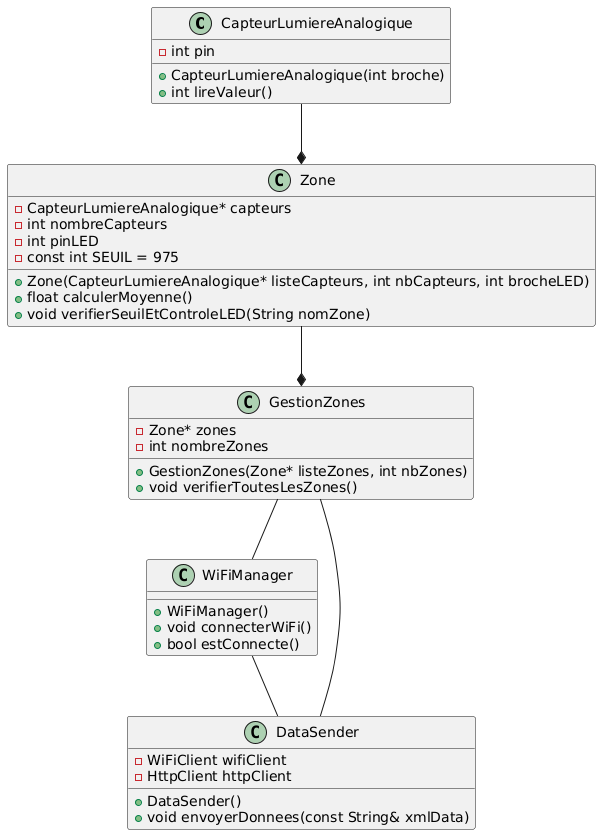 C CapteurLumiereAnalogique
int pin
CapteurLumiereAnalogique(int broche)
int lireValeur()
C Zone
CapteurLumiereAnalogique* capteurs
int nombreCapteurs
int pinLED
const int SEUIL = 975
Zone(CapteurLumiereAnalogique* listeCapteurs, int nbCapteurs, int brocheLED)
float calculerMoyenne()
void verifierSeuilEtControleLED(String nomZone)
C GestionZones
Zone* zones
int nombreZones
GestionZones(Zone* listeZones, int nbZones)
void verifierToutesLesZones()
C WiFiManager
WiFiManager()
void connecterWiFi()
bool estConnecte()
C DataSender
WiFiClient wifiClient
HttpClient httpClient
DataSender()
void envoyerDonnees(const String& xmlData)